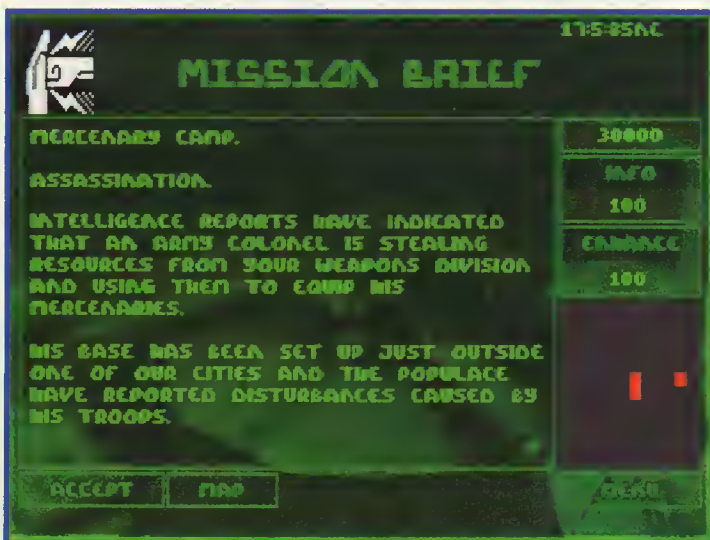 17:5:85NC
MISSION BRIEF
MERCENARY CAMP.
ASSASSINATION.
INTELLIGENCE REPORTS HAVE INDICATED
THAT AN ARMY COLONEL IS STEALING
RESOURCES FROM YOUR WEAPONS DIVISION
AND USING THEM TO EQUIP HIS
MERCENARIES.
HIS BASE HAS BEEN SET UP JUST OUTSIDE
ONE OF OUR CITIES AND THE POPULACE
HAVE REPORTED DISTURBANCES CAUSED BY
HIS TROOPS.
30000
INFO
100
ENHANCE
100
ACCEPT
MAP
MENU